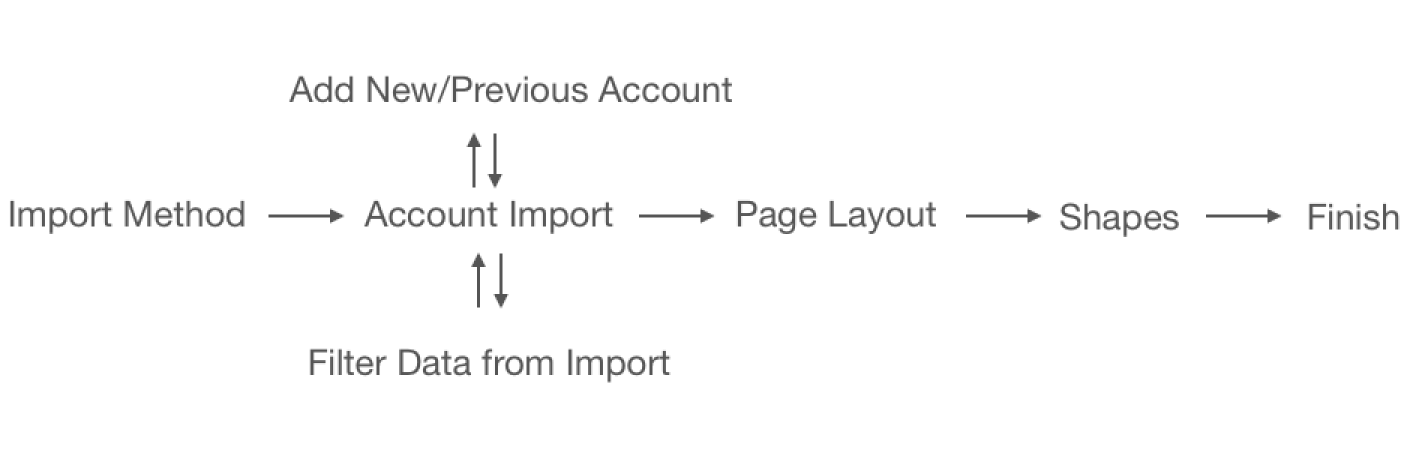 Add New/Previous Account
Import Method
Account Import
Page Layout
Shapes
Finish
Filter Data from Import